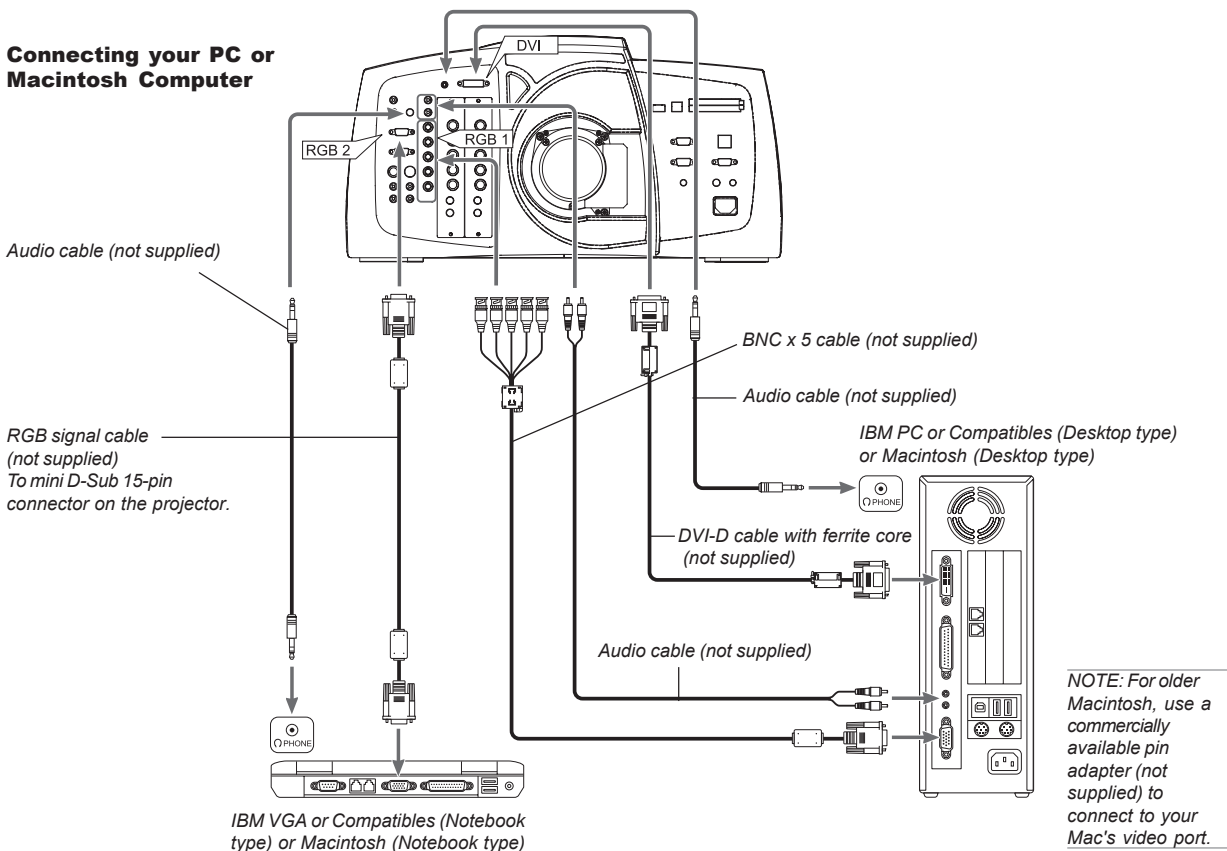 Connecting your PC or
Macintosh Computer
DVI
RGB 1
RGB 2
Audio cable (not supplied)
BNC x 5 cable (not supplied)
Audio cable (not supplied)
RGB signal cable
(not supplied)
To mini D-Sub 15-pin
connector on the projector.
IBM PC or Compatibles (Desktop type)
or Macintosh (Desktop type)
PHONE
DVI-D cable with ferrite core
(not supplied)
Audio cable (not supplied)
NOTE: For older
Macintosh, use a
commercially
available pin
adapter (not
supplied) to
connect to your
Mac's video port.
PHONE
IBM VGA or Compatibles (Notebook
type) or Macintosh (Notebook type)